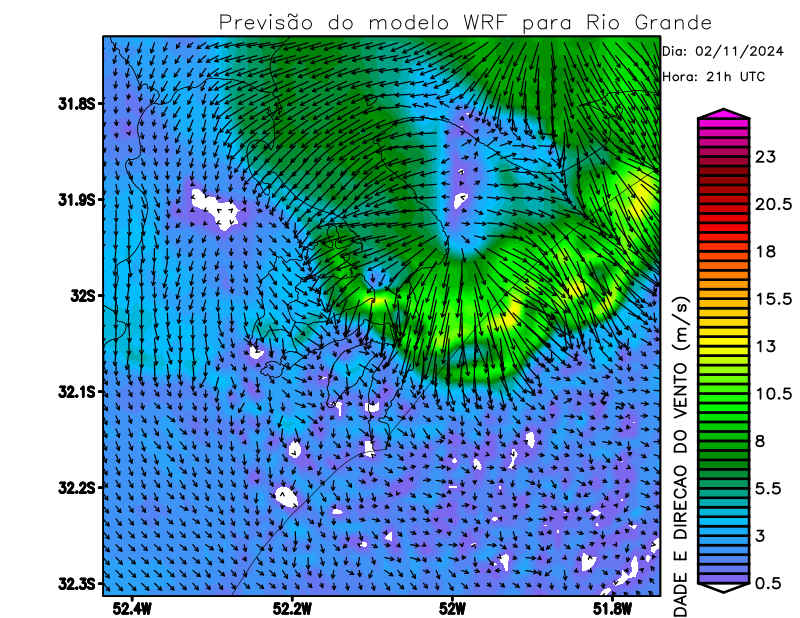 Previsão do modelo WRF para Rio Grande
Dia: 02/11/2024
Hora: 21h UTC
31.8S
31.9S
32S
32.1S
32.2S
32.3S
52.4W
52.2W
52W
51.8W
23
20.5
18
15.5
13
10.5
8
5.5
3
0.5
DADE E DIRECAO DO VENTO (m/s)